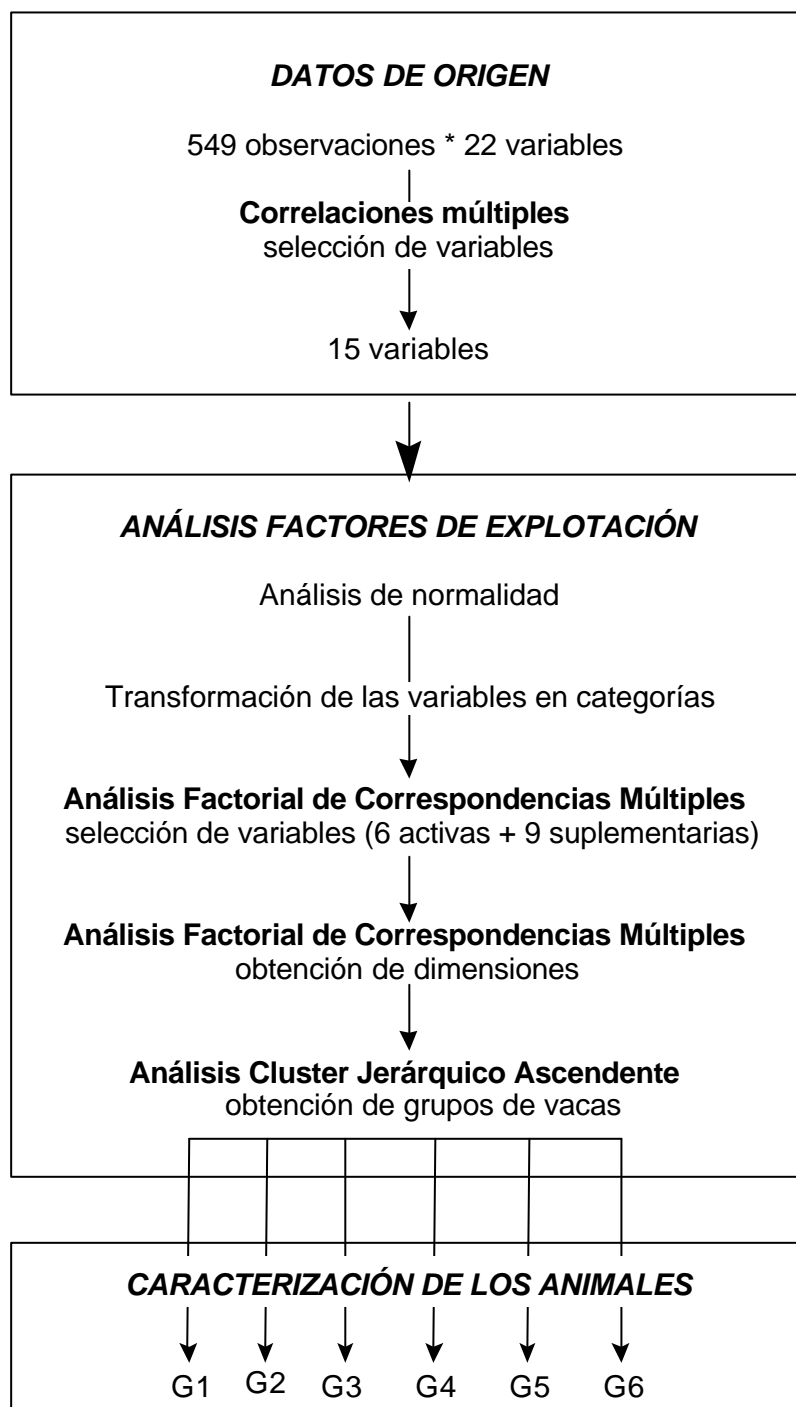 DATOS DE ORIGEN
549 observaciones * 22 variables
Correlaciones múltiples
selección de variables
15 variables
ANÁLISIS FACTORES DE EXPLOTACIÓN
Análisis de normalidad
Transformación de las variables en categorías
Análisis Factorial de Correspondencias Múltiples
selección de variables (6 activas + 9 suplementarias)
Análisis Factorial de Correspondencias Múltiples
obtención de dimensiones
Análisis Cluster Jerárquico Ascendente
obtención de grupos de vacas
CARACTERIZACIÓN DE LOS ANIMALES
G1 G2 G3 G4 G5 G6